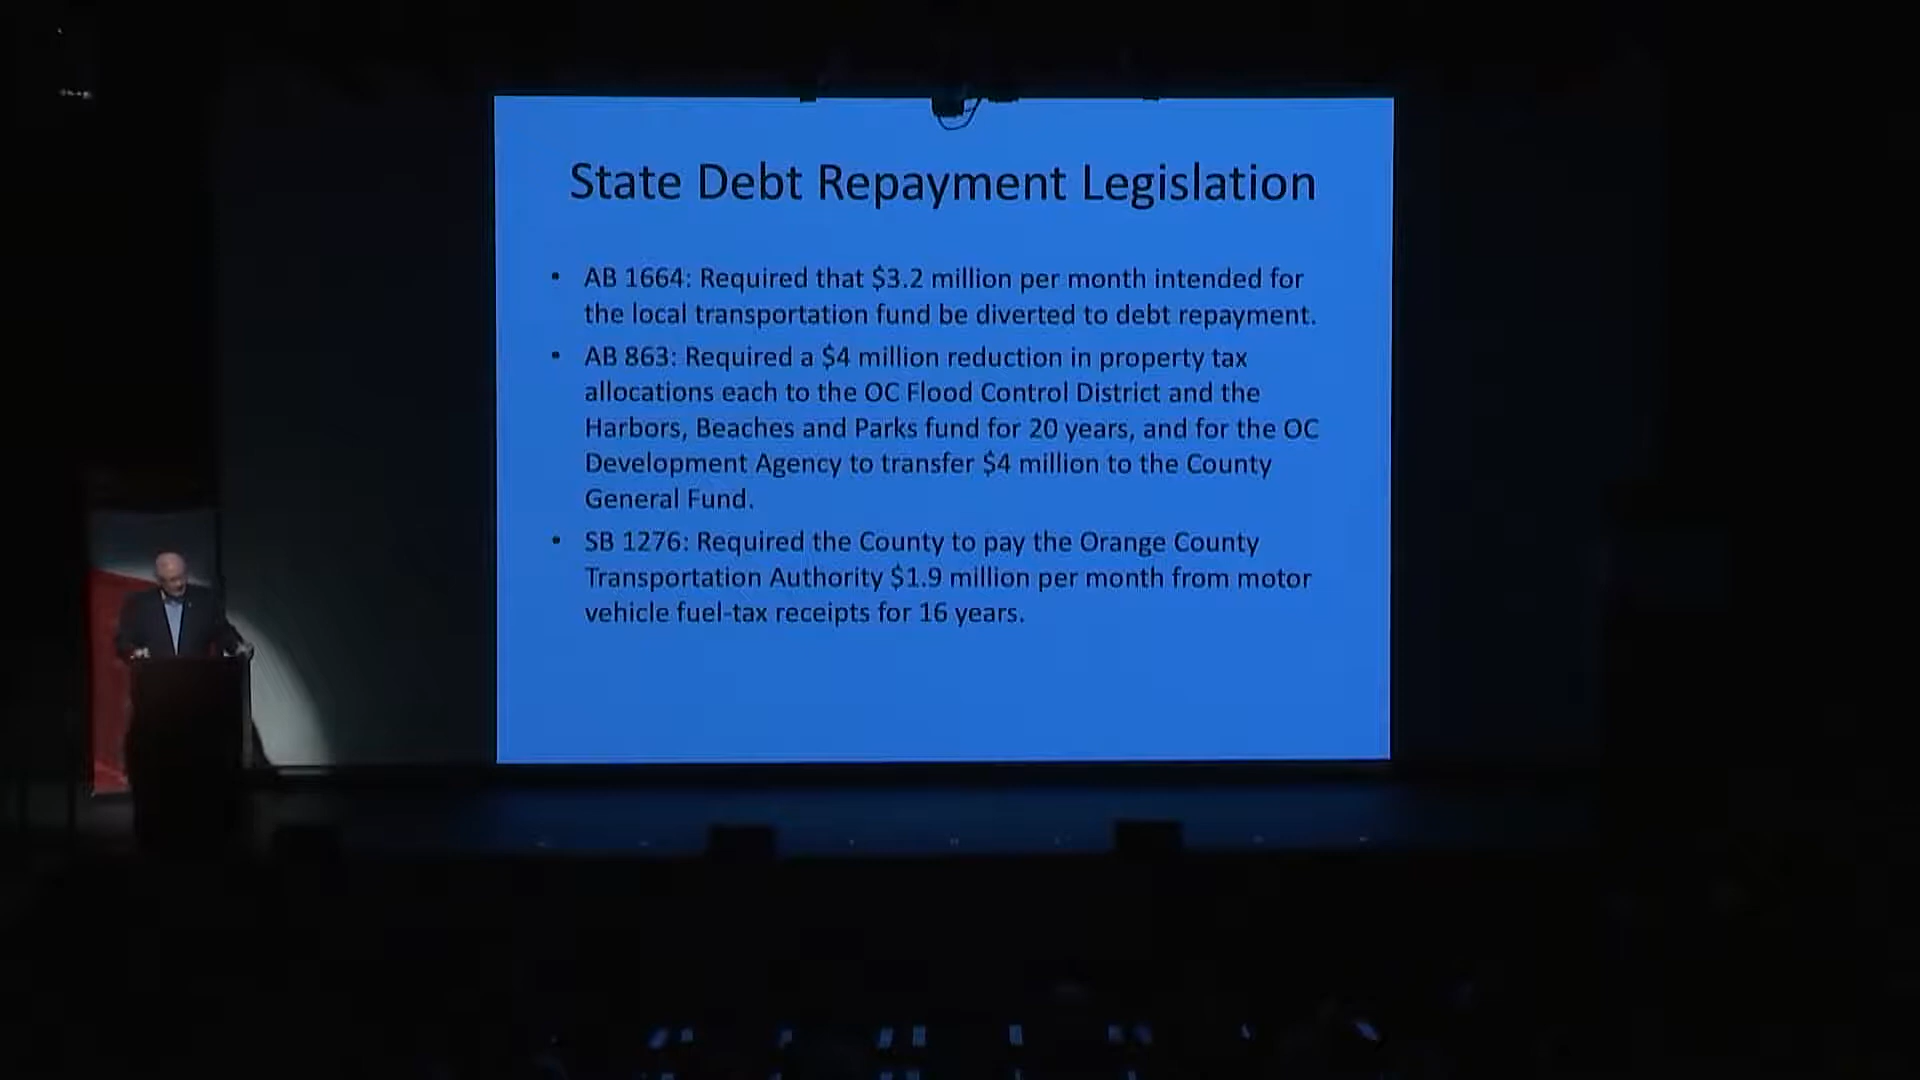 State Debt Repayment Legislation
• AB 1664: Required that $3.2 million per month intended for
the local transportation fund be diverted to debt repayment.
• AB 863: Required a $4 million reduction in property tax
allocations each to the OC Flood Control District and the
Harbors, Beaches and Parks fund for 20 years, and for the OC
Development Agency to transfer $4 million to the County
General Fund.
• SB 1276: Required the County to pay the Orange County
Transportation Authority $1.9 million per month from motor
vehicle fuel-tax receipts for 16 years.